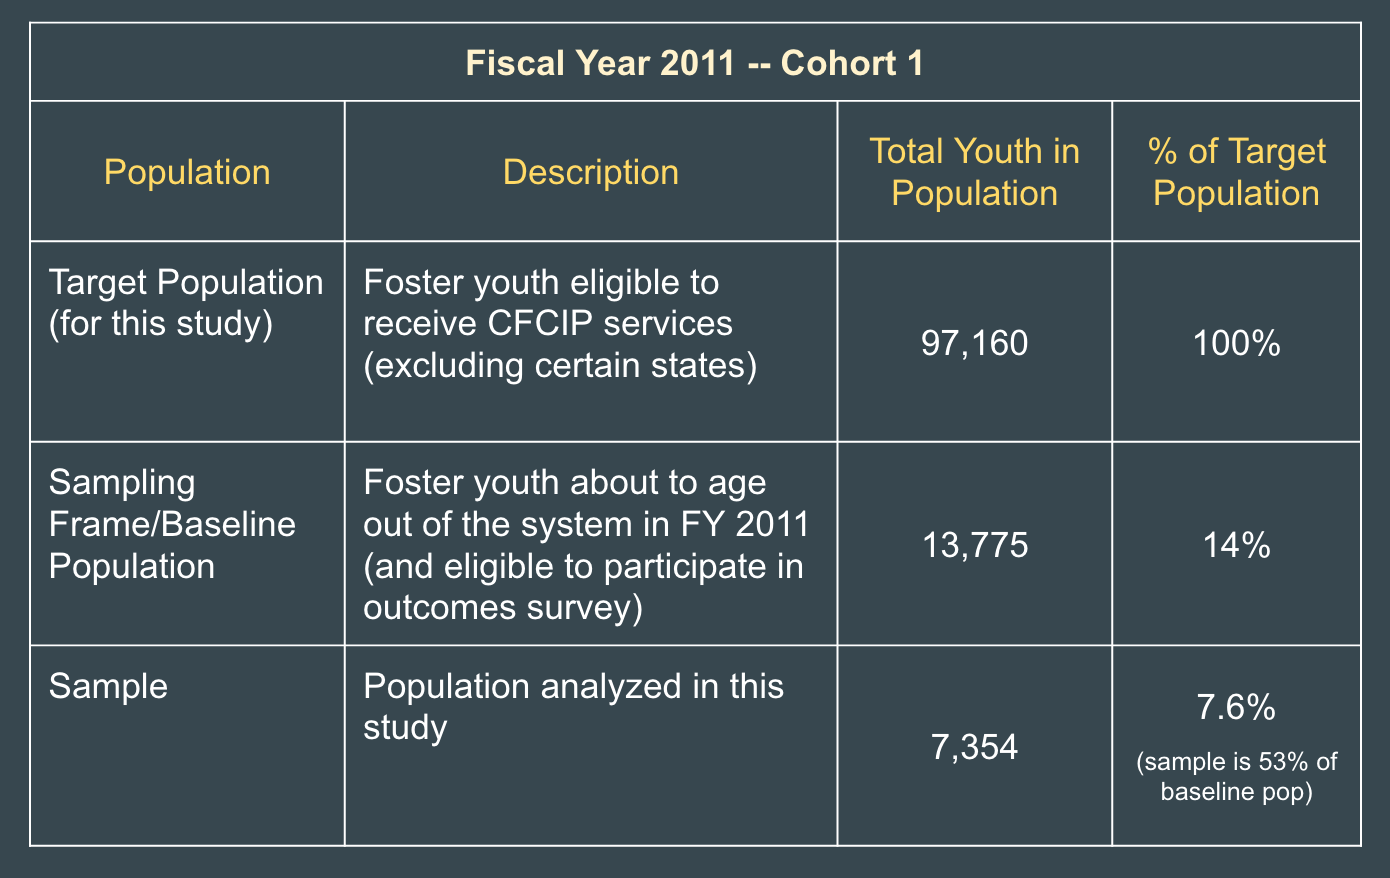 Fiscal Year 2011 -- Cohort 1
Population
Description
Total Youth in
Population
% of Target
Population
Target Population
(for this study)
Foster youth eligible to
receive CFCIP services
(excluding certain states)
97,160
100%
Sampling
Frame/Baseline
Population
Foster youth about to age
out of the system in FY 2011
(and eligible to participate in
outcomes survey)
13,775
14%
Sample
Population analyzed in this
study
7,354
7.6%
(sample is 53% of
baseline pop)